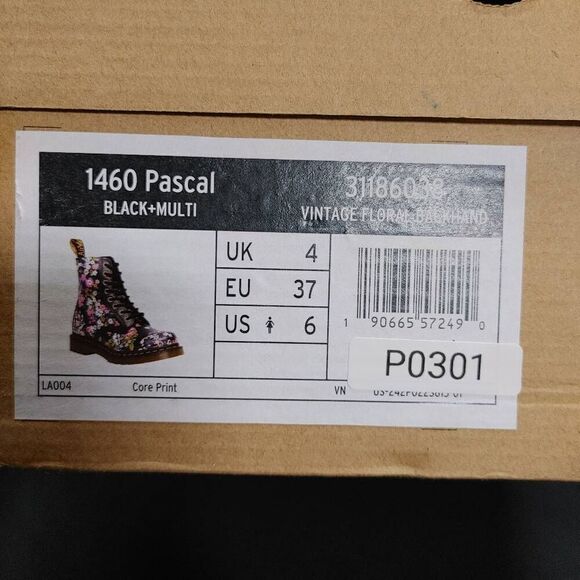 1460 Pascal
31186038
BLACK+MULTI
VINTAGE FLORAL BACKHAND
UK 4
EU 37
US 6
1 90665 57249 0
P0301
LA004 Core Print VN